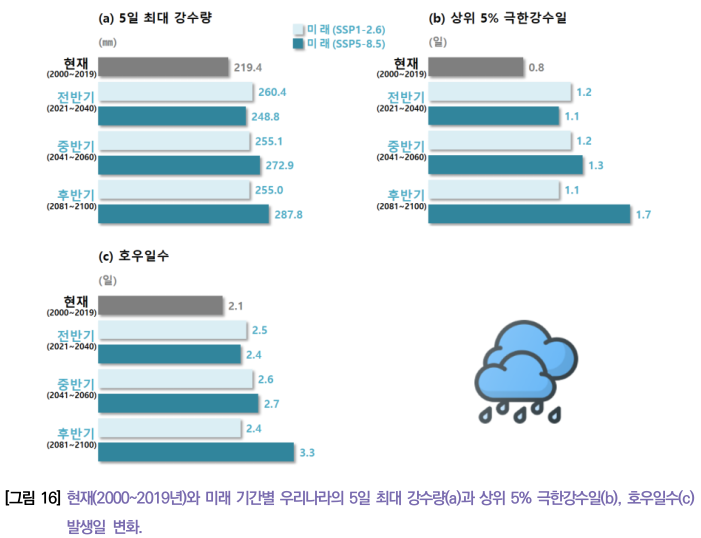 (a) 5일 최대 강수량
(㎜)
미래 (SSP1-2.6)
미래 (SSP5-8.5)
현재
(2000~2019)
219.4
전반기
(2021~2040)
260.4
248.8
중반기
(2041~2060)
255.1
272.9
후반기
(2081~2100)
255.0
287.8
(b) 상위 5% 극한강수일
(일)
현재
(2000~2019)
0.8
전반기
(2021~2040)
1.2
1.1
중반기
(2041~2060)
1.2
1.3
후반기
(2081~2100)
1.1
1.7
(c) 호우일수
(일)
현재
(2000~2019)
2.1
전반기
(2021~2040)
2.5
2.4
중반기
(2041~2060)
2.6
2.7
후반기
(2081~2100)
2.4
3.3
[그림 16] 현재(2000~2019년)와 미래 기간별 우리나라의 5일 최대 강수량(a)과 상위 5% 극한강수일(b), 호우일수(c)
발생일 변화.